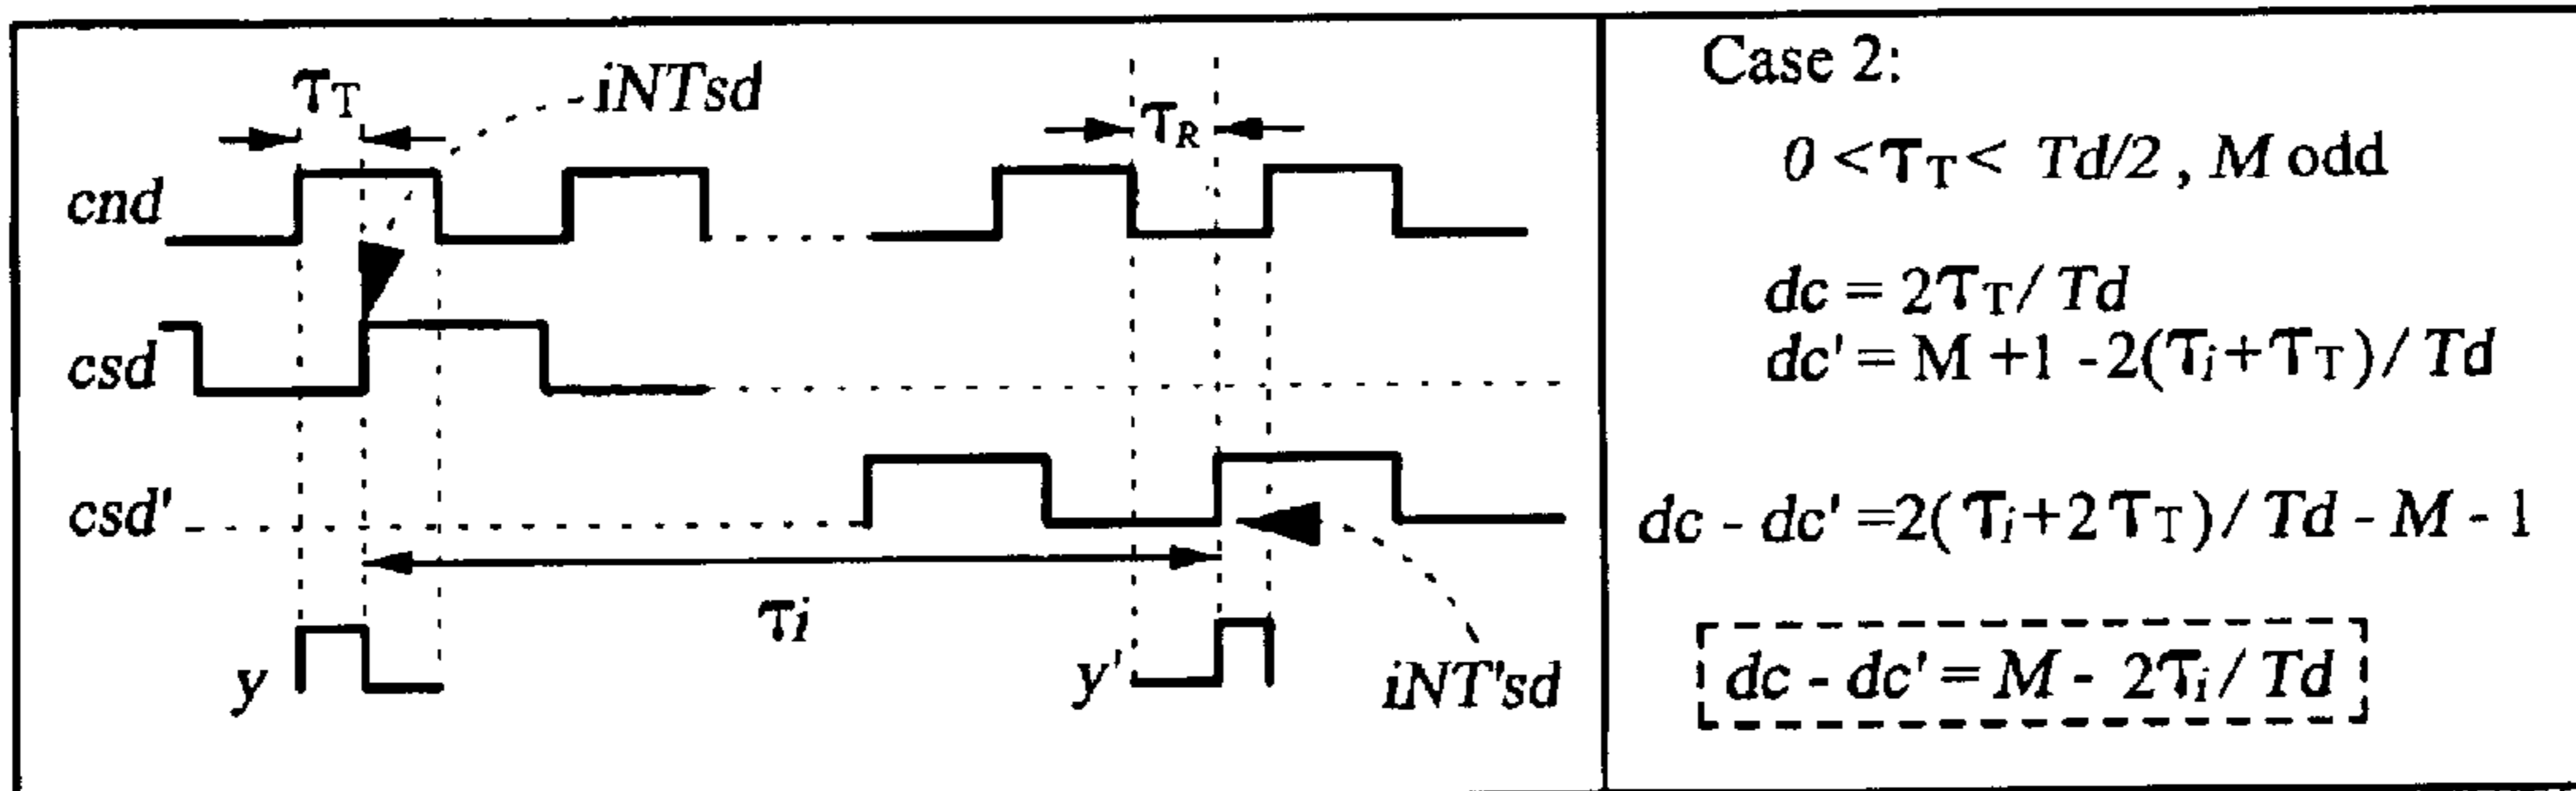 τT
iNTsd
τR
cnd
csd
csd'
τi
y
y'
iNT'sd
Case 2:
0 < τT < Td/2 , M odd
dc = 2τT / Td
dc' = M +1 - 2(τi+τT) / Td
dc - dc' =2(τi+2τT) / Td - M - 1
dc - dc' = M - 2τi / Td